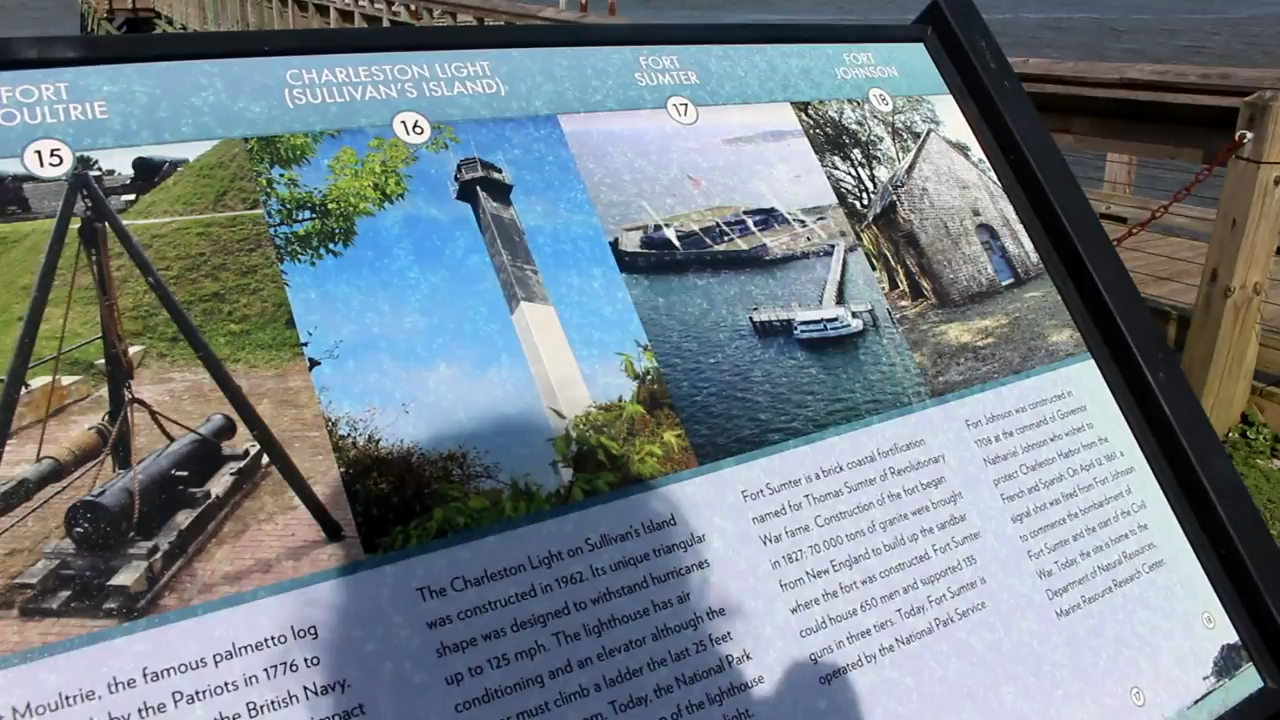 FORT
OULTRIE
15
Moultrie, the famous palmetto log
by the Patriots in 1776 to
the British Navy.
CHARLESTON LIGHT
(SULLIVAN'S ISLAND)
16
The Charleston Light on Sullivan's Island
was constructed in 1962. Its unique triangular
shape was designed to withstand hurricanes
up to 125 mph. The lighthouse has air
conditioning and an elevator although the
must climb a ladder the last 25 feet
Today, the National Park
of the lighthouse
light.
FORT
SUMTER
17
Fort Sumter is a brick coastal fortification
named for Thomas Sumter of Revolutionary
War fame. Construction of the fort began
in 1827; 70,000 tons of granite were brought
from New England to build up the sandbar
where the fort was constructed. Fort Sumter
could house 650 men and supported 135
guns in three tiers. Today, Fort Sumter is
operated by the National Park Service.
FORT
JOHNSON
18
Fort Johnson was constructed in
1708 at the command of Governor
Nathaniel Johnson who wished to
protect Charleston Harbor from the
French and Spanish. On April 12, 1861, a
signal shot was fired from Fort Johnson
to commence the bombardment of
Fort Sumter and the start of the Civil
War. Today, the site is home to the
Department of Natural Resources,
Marine Resource Research Center.
18
17